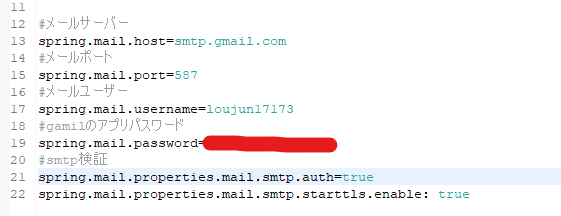 11
12 #メールサーバー
13 spring.mail.host=smtp.gmail.com
14 #メールポート
15 spring.mail.port=587
16 #メールユーザー
17 spring.mail.username=loujun17173
18 #gamilのアプリパスワード
19 spring.mail.password=
20 #smtp検証
21 spring.mail.properties.mail.smtp.auth=true
22 spring.mail.properties.mail.smtp.starttls.enable: true